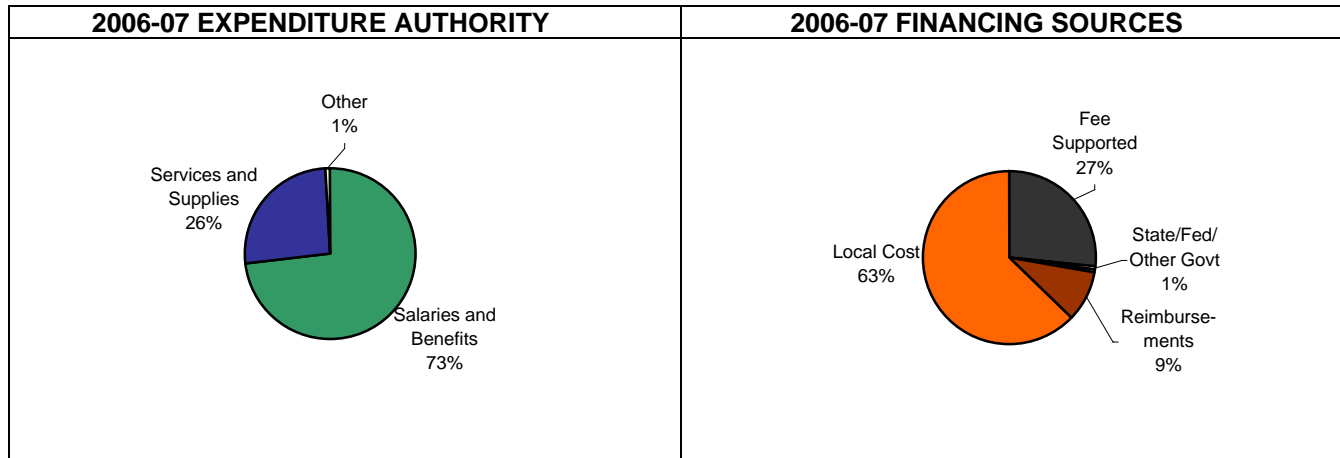 2006-07 EXPENDITURE AUTHORITY
Other
1%
Services and
Supplies
26%
Salaries and
Benefits
73%
2006-07 FINANCING SOURCES
Fee
Supported
27%
State/Fed/
Other Govt
1%
Local Cost
63%
Reimburse-
ments
9%